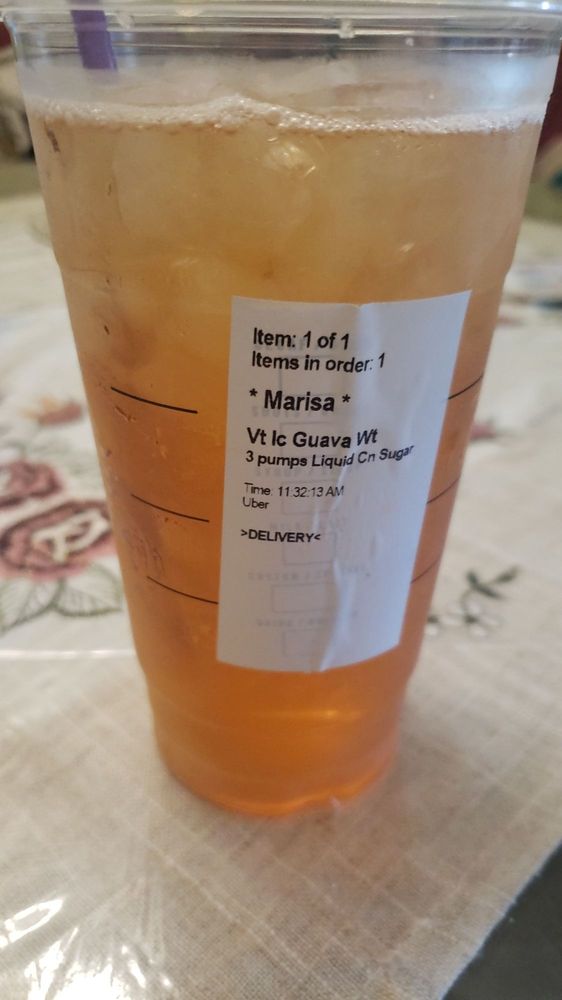 Item: 1 of 1
Items in order: 1
* Marisa *
Vt Ic Guava Wt
3 pumps Liquid Cn Sugar
Time: 11:32:13 AM
Uber
>DELIVERY<